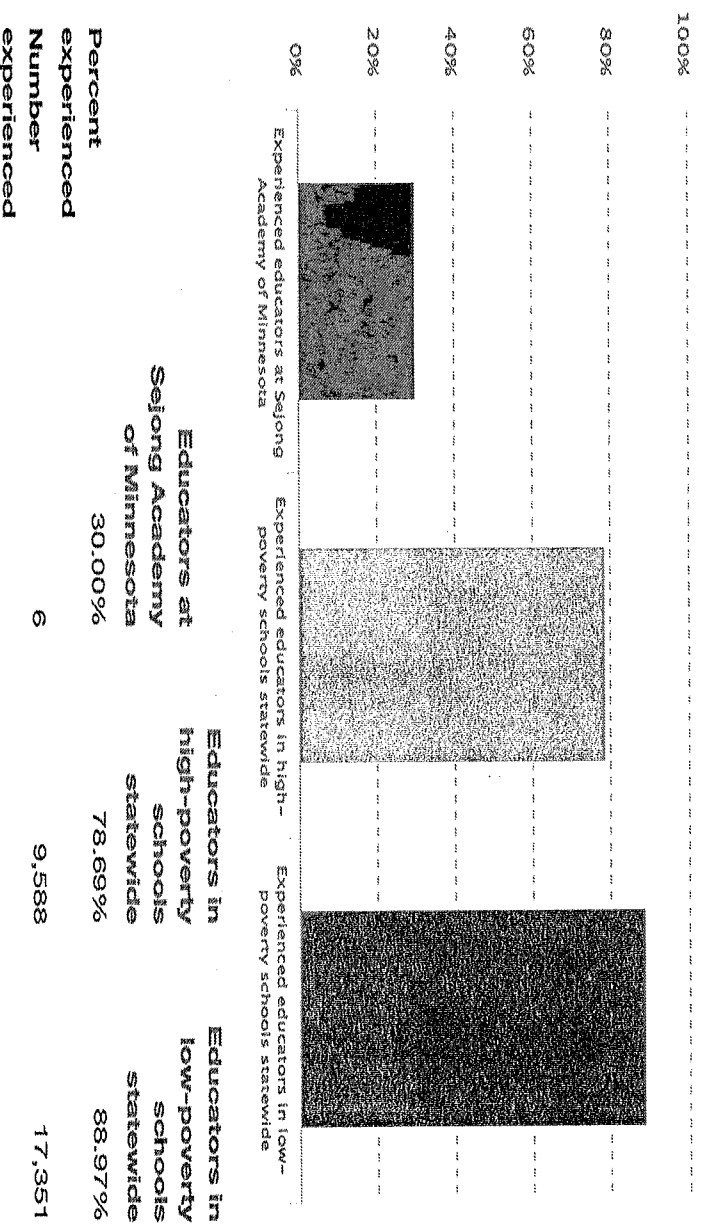 100%
80%
60%
40%
20%
0%
Experienced educators at Sejong
Academy of Minnesota
Experienced educators in high-
poverty schools statewide
Experienced educators in low-
poverty schools statewide
Educators at
Sejong Academy
of Minnesota
Educators in
high-poverty
schools
statewide
Educators in
low-poverty
schools
statewide
Percent
experienced
30.00%
78.69%
88.97%
Number
experienced
6
9,588
17,351